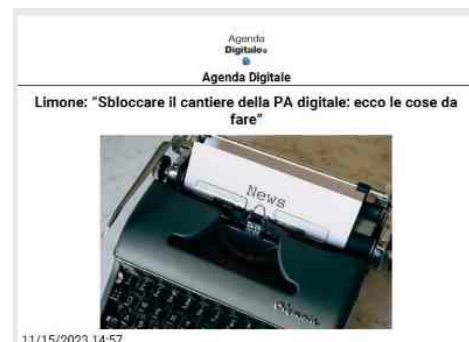 Agenda
Digitale
Agenda Digitale
Limone: “Sbloccare il cantiere della PA digitale: ecco le cose da
fare”
News
Olympia
11/15/2023 14:57